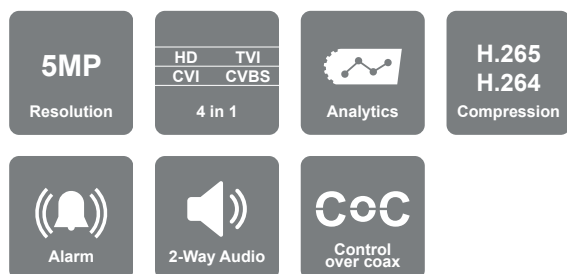 5MP
Resolution
HD TVI
CVI CVBS
4 in 1
Analytics
H.265
H.264
Compression
Alarm
2-Way Audio
CoC
Control
over coax